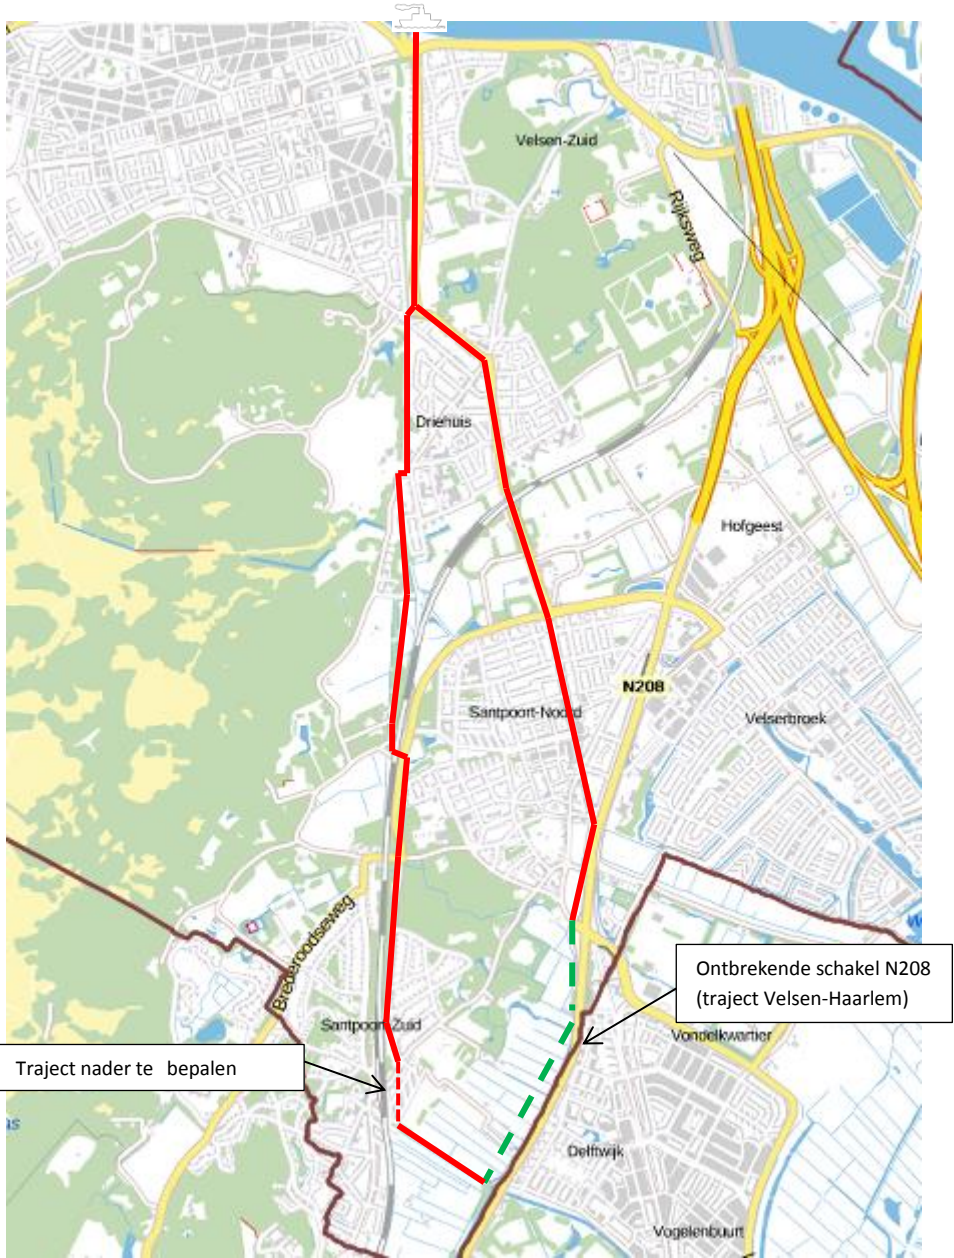 Velsen-Zuid
Rijksweg
Driehuis
Hofgeest
N208
Santpoort-Noord
Velserbroek
Brederoodseweg
Ontbrekende schakel N208
(traject Velsen-Haarlem)
Santpoort-Zuid
Vondelkwartier
Traject nader te bepalen
Delftwijk
Vogelenbuurt